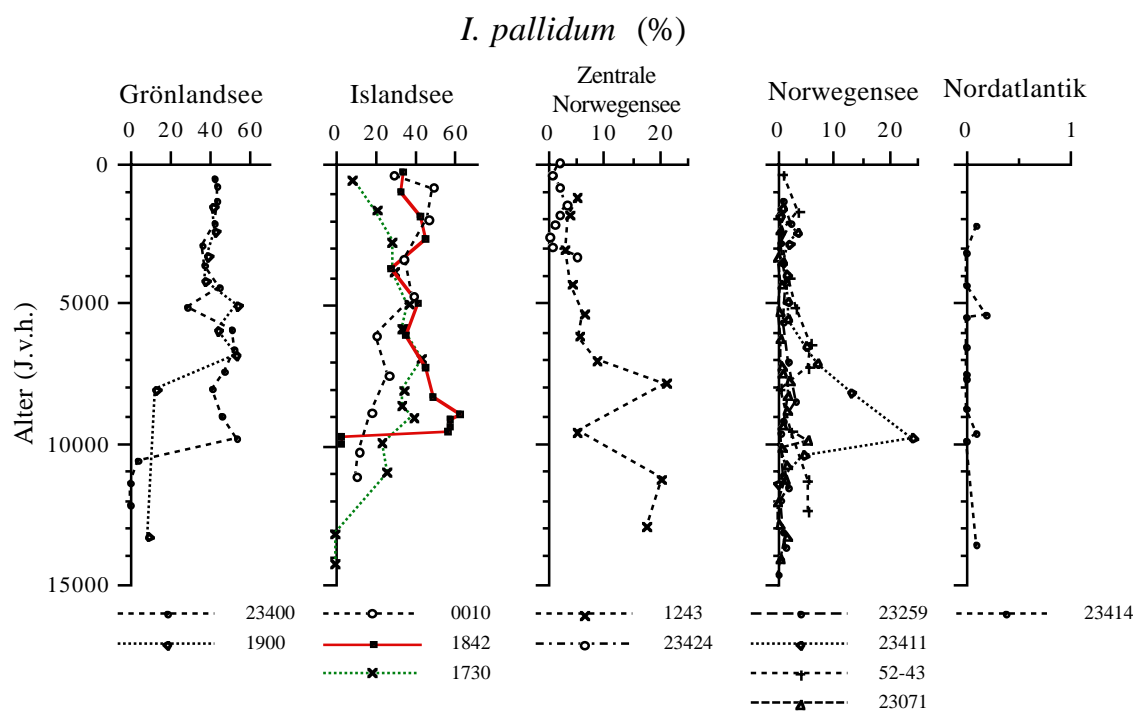 I. pallidum (%)
Grönlandsee
Islandsee
Zentrale
Norwegensee
Norwegensee
Nordatlantik
0 20 40 60
0 20 40 60
0 10 20
0 10 20
0 1
Alter (J.v.h.)
0
5000
10000
15000
23400
1900
0010
1842
1730
1243
23424
23259
23411
52-43
23071
23414